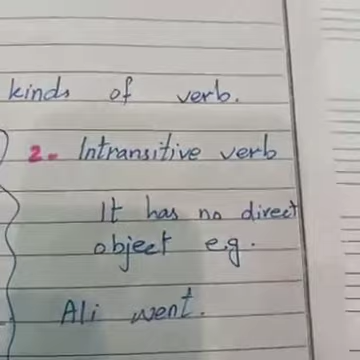 kinds of verb.
2. Intransitive verb
It has no direct
object e.g.
Ali went.